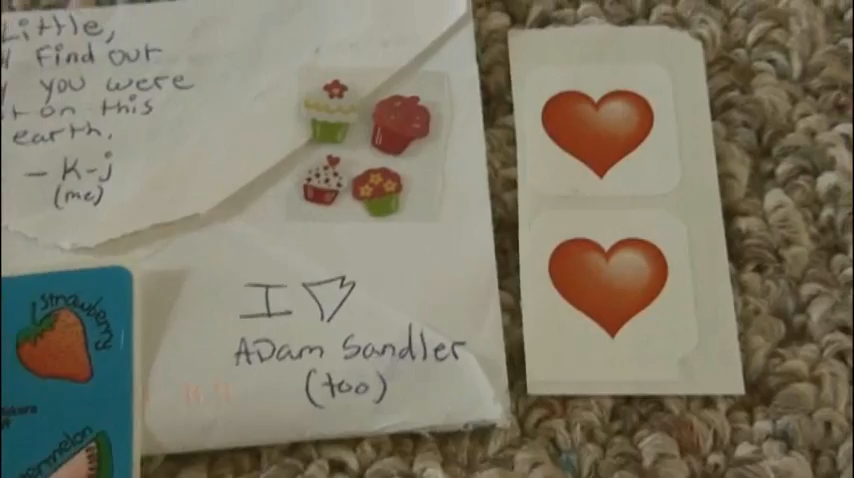 Little,
Find out
you were
on this
earth.
- K-j
(me)
I
ADam Sandler
(too)
Strawberry